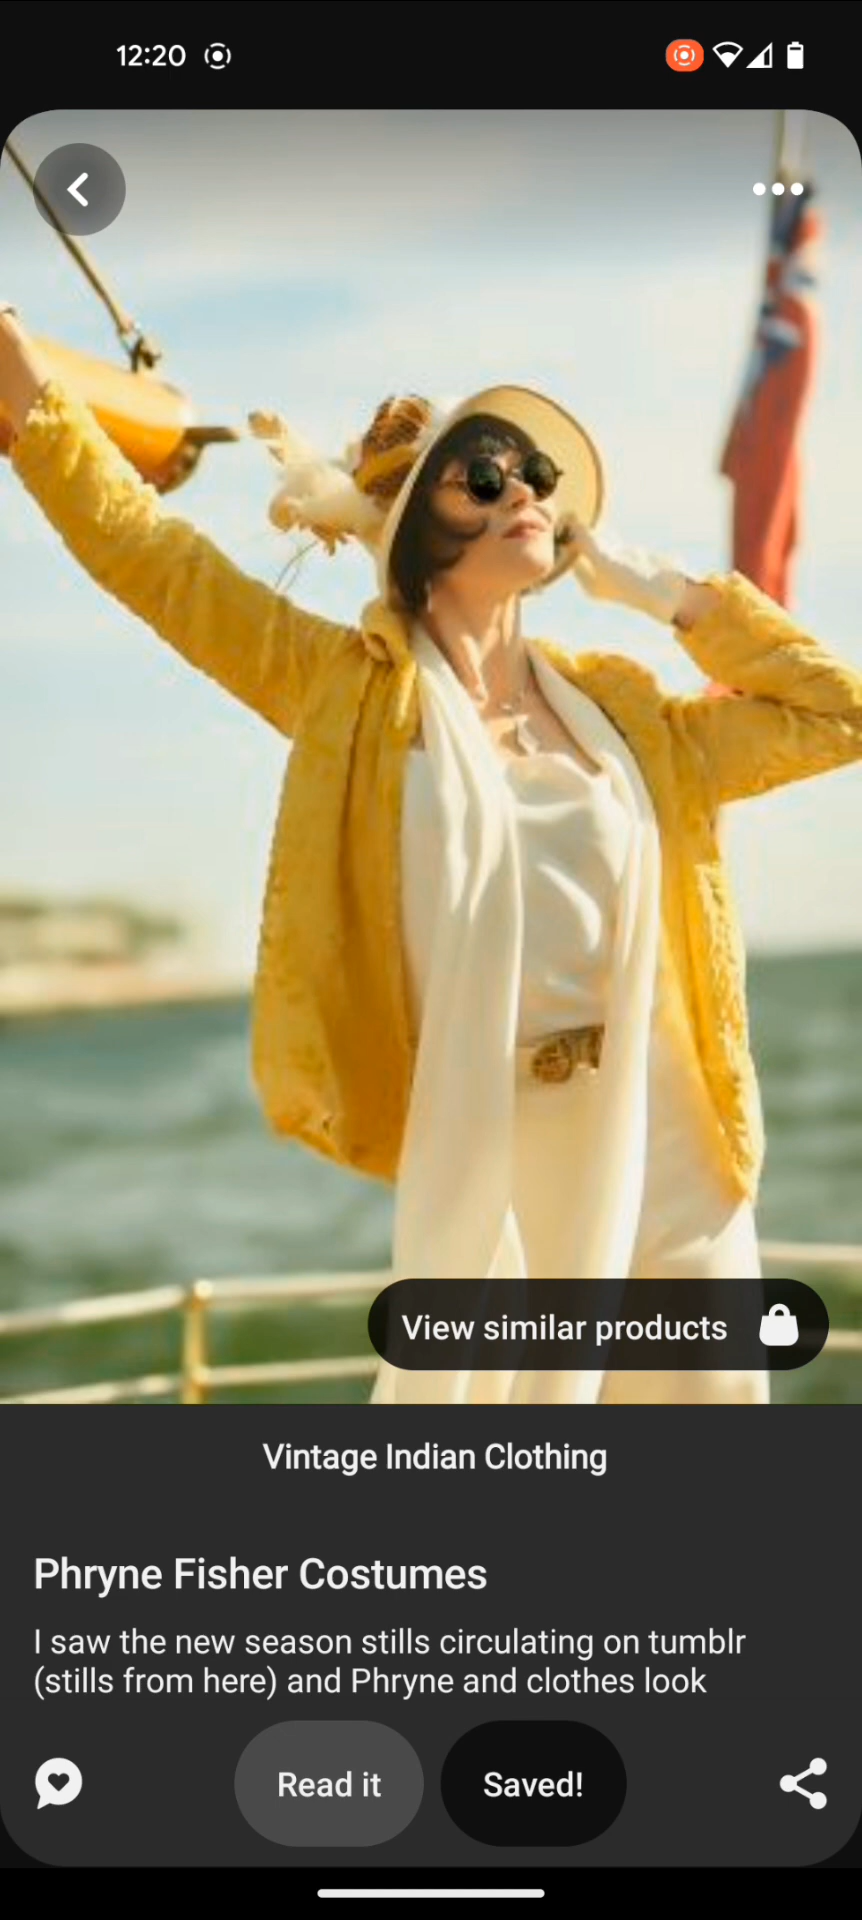 12:20
View similar products
Vintage Indian Clothing
Phryne Fisher Costumes
I saw the new season stills circulating on tumblr
(stills from here) and Phryne and clothes look
Read it
Saved!